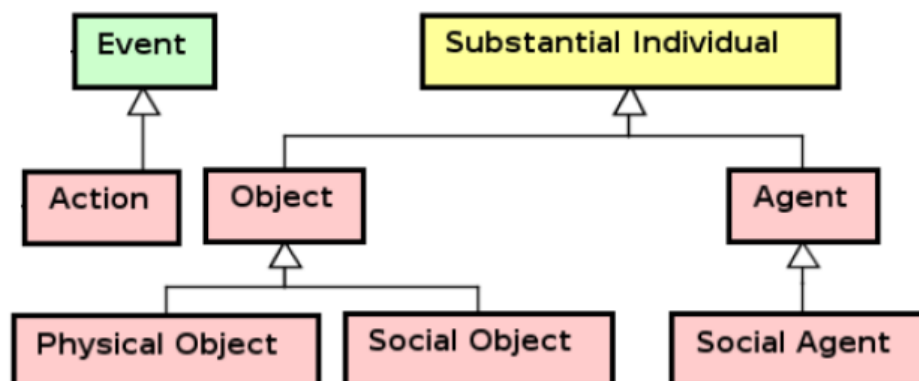 Event
Substantial Individual
Action
Object
Agent
Physical Object
Social Object
Social Agent